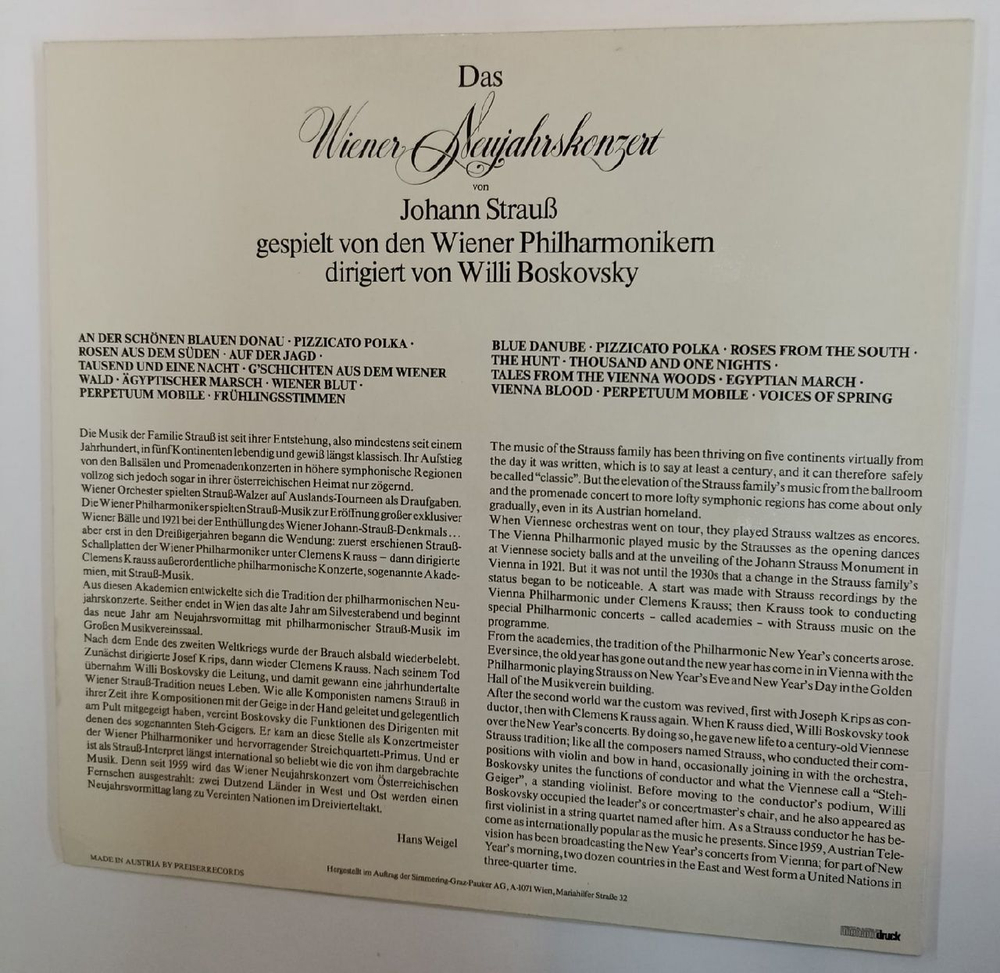 Das
Wiener Neujahrskonzert
von
Johann Strauß
gespielt von den Wiener Philharmonikern
dirigiert von Willi Boskovsky
AN DER SCHÖNEN BLAUEN DONAU · PIZZICATO POLKA ·
ROSEN AUS DEM SÜDEN · AUF DER JAGD ·
TAUSEND UND EINE NACHT · G'SCHICHTEN AUS DEM WIENER
WALD · ÄGYPTISCHER MARSCH · WIENER BLUT ·
PERPETUUM MOBILE · FRÜHLINGSSTIMMEN
Die Musik der Familie Strauß ist seit ihrer Entstehung, also mindestens seit einem
Jahrhundert, in fünf Kontinenten lebendig und gewiß längst klassisch. Ihr Aufstieg
von den Ballsälen und Promenadenkonzerten in höhere symphonische Regionen
vollzog sich jedoch sogar in ihrer österreichischen Heimat nur zögernd.
Wiener Orchester spielten Strauß-Walzer auf Auslands-Tourneen als Draufgaben.
Die Wiener Philharmoniker spielten Strauß-Musik zur Eröffnung großer exklusiver
Wiener Bälle und 1921 bei der Enthüllung des Wiener Johann-Strauß-Denkmals...
aber erst in den Dreißigerjahren begann die Wendung: zuerst erschienen Strauß-
Schallplatten der Wiener Philharmoniker unter Clemens Krauss – dann dirigierte
Clemens Krauss außerordentliche philharmonische Konzerte, sogenannte Akade-
mien, mit Strauß-Musik.
Aus diesen Akademien entwickelte sich die Tradition der philharmonischen Neu-
jahrskonzerte. Seither endet in Wien das alte Jahr am Silvesterabend und beginnt
das neue Jahr am Neujahrsvormittag mit philharmonischer Strauß-Musik im
Großen Musikvereinssaal.
Nach dem Ende des zweiten Weltkriegs wurde der Brauch alsbald wiederbelebt.
Zunächst dirigierte Josef Krips, dann wieder Clemens Krauss. Nach seinem Tod
übernahm Willi Boskovsky die Leitung, und damit gewann eine jahrhundertalte
Wiener Strauß-Tradition neues Leben. Wie alle Komponisten namens Strauß in
ihrer Zeit ihre Kompositionen mit der Geige in der Hand geleitet und gelegentlich
am Pult mitgegeigt haben, vereint Boskovsky die Funktionen des Dirigenten mit
denen des sogenannten Steh-Geigers. Er kam an diese Stelle als Konzertmeister
der Wiener Philharmoniker und hervorragender Streichquartett-Primus. Und er
ist als Strauß-Interpret längst international so beliebt wie die von ihm dargebrachte
Musik. Denn seit 1959 wird das Wiener Neujahrskonzert vom Österreichischen
Fernsehen ausgestrahlt: zwei Dutzend Länder in West und Ost werden einen
Neujahrsvormittag lang zu Vereinten Nationen im Dreivierteltakt.
Hans Weigel
BLUE DANUBE · PIZZICATO POLKA · ROSES FROM THE SOUTH ·
THE HUNT · THOUSAND AND ONE NIGHTS ·
TALES FROM THE VIENNA WOODS · EGYPTIAN MARCH ·
VIENNA BLOOD · PERPETUUM MOBILE · VOICES OF SPRING
The music of the Strauss family has been thriving on five continents virtually from
the day it was written, which is to say at least a century, and it can therefore safely
be called "classic". But the elevation of the Strauss family's music from the ballroom
and the promenade concert to more lofty symphonic regions has come about only
gradually, even in its Austrian homeland.
When Viennese orchestras went on tour, they played Strauss waltzes as encores.
The Vienna Philharmonic played music by the Strausses as the opening dances
at Viennese society balls and at the unveiling of the Johann Strauss Monument in
Vienna in 1921. But it was not until the 1930s that a change in the Strauss family's
status began to be noticeable. A start was made with Strauss recordings by the
Vienna Philharmonic under Clemens Krauss; then Krauss took to conducting
special Philharmonic concerts – called academies – with Strauss music on the
programme.
From the academies, the tradition of the Philharmonic New Year's concerts arose.
Ever since, the old year has gone out and the new year has come in in Vienna with the
Philharmonic playing Strauss on New Year's Eve and New Year's Day in the Golden
Hall of the Musikverein building.
After the second world war the custom was revived, first with Joseph Krips as con-
ductor, then with Clemens Krauss again. When Krauss died, Willi Boskovsky took
over the New Year's concerts. By doing so, he gave new life to a century-old Viennese
Strauss tradition; like all the composers named Strauss, who conducted their com-
positions with violin and bow in hand, occasionally joining in with the orchestra,
Boskovsky unites the functions of conductor and what the Viennese call a "Steh-
Geiger", a standing violinist. Before moving to the conductor's podium, Willi
Boskovsky occupied the leader's or concertmaster's chair, and he also appeared as
first violinist in a string quartet named after him. As a Strauss conductor he has be-
come as internationally popular as the music he presents. Since 1959, Austrian Tele-
vision has been broadcasting the New Year's concerts from Vienna; for part of New
Year's morning, two dozen countries in the East and West form a United Nations in
three-quarter time.
MADE IN AUSTRIA BY PREISERRECORDS
Hergestellt im Auftrag der Simmering-Graz-Pauker AG, A-1071 Wien, Mariahilfer Straße 32
druck